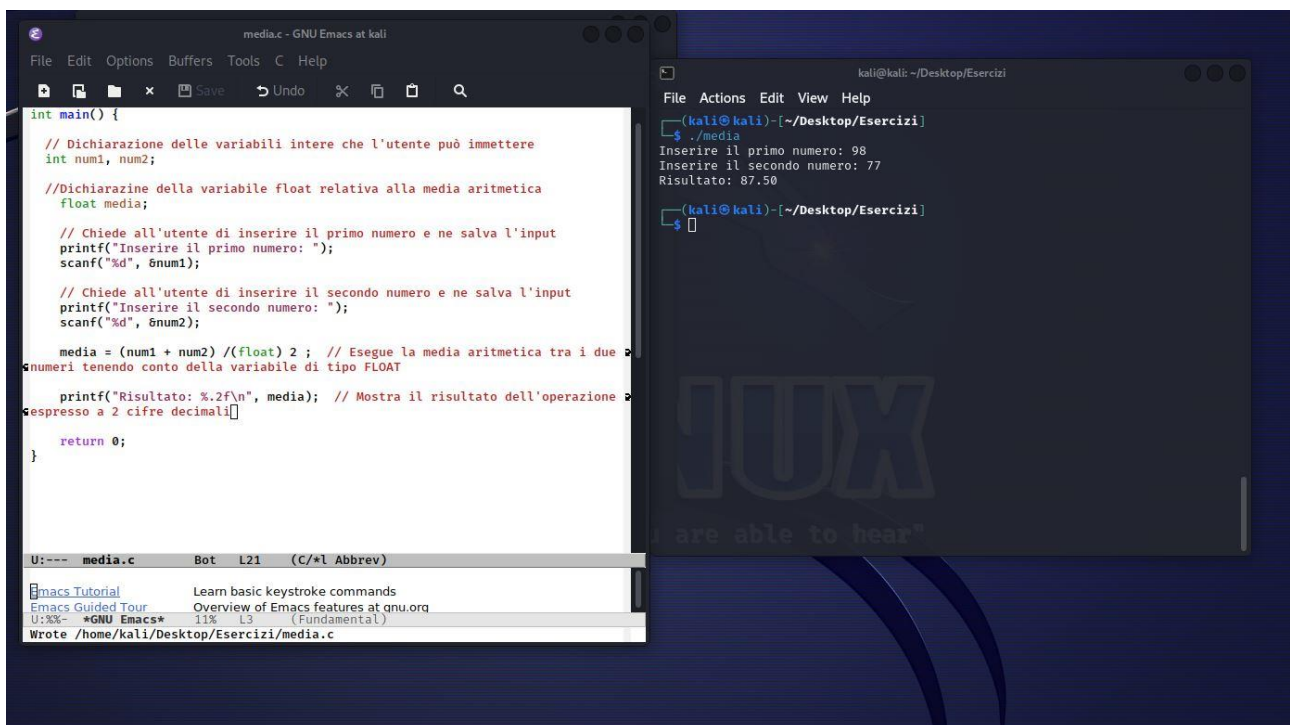 media.c - GNU Emacs at kali
File Edit Options Buffers Tools C Help
Save Undo
int main() {
// Dichiarazione delle variabili intere che l'utente può immettere
int num1, num2;
//Dichiarazine della variabile float relativa alla media aritmetica
float media;
// Chiede all'utente di inserire il primo numero e ne salva l'input
printf("Inserire il primo numero: ");
scanf("%d", &num1);
// Chiede all'utente di inserire il secondo numero e ne salva l'input
printf("Inserire il secondo numero: ");
scanf("%d", &num2);
media = (num1 + num2) /(float) 2 ;  // Esegue la media aritmetica tra i due
numeri tenendo conto della variabile di tipo FLOAT
printf("Risultato: %.2f\n", media);  // Mostra il risultato dell'operazione
espresso a 2 cifre decimali
return 0;
}
U:--- media.c Bot L21 (C/*l Abbrev)
Emacs Tutorial Learn basic keystroke commands
Emacs Guided Tour Overview of Emacs features at gnu.org
U:%%- *GNU Emacs* 11% L3 (Fundamental)
Wrote /home/kali/Desktop/Esercizi/media.c
kali@kali: ~/Desktop/Esercizi
File Actions Edit View Help
┌──(kali㉿kali)-[~/Desktop/Esercizi]
└─$ ./media
Inserire il primo numero: 98
Inserire il secondo numero: 77
Risultato: 87.50
┌──(kali㉿kali)-[~/Desktop/Esercizi]
└─$
NUX
are able to hear"